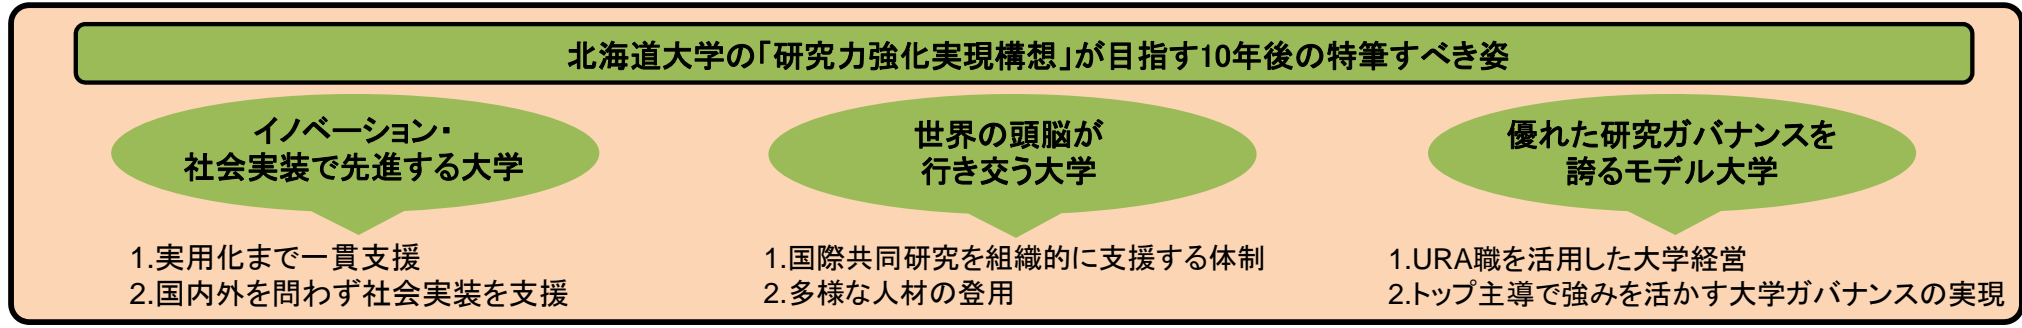 北海道大学の「研究力強化実現構想」が目指す10年後の特筆すべき姿
イノベーション・
社会実装で先進する大学
1.実用化まで一貫支援
2.国内外を問わず社会実装を支援
世界の頭脳が
行き交う大学
1.国際共同研究を組織的に支援する体制
2.多様な人材の登用
優れた研究ガバナンスを
誇るモデル大学
1.URA職を活用した大学経営
2.トップ主導で強みを活かす大学ガバナンスの実現